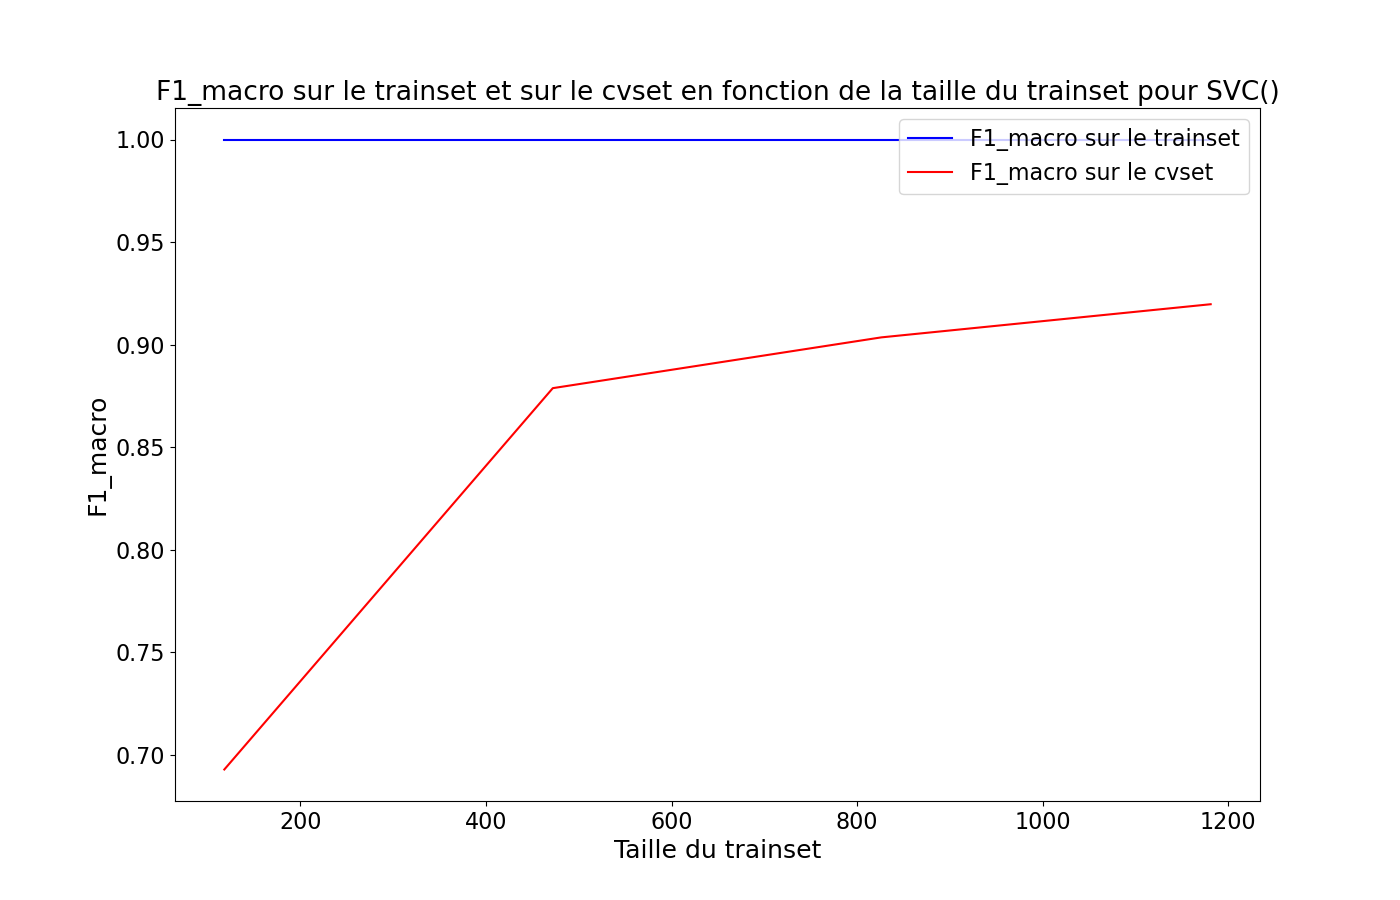 F1_macro sur le trainset et sur le cvset en fonction de la taille du trainset pour SVC()
F1_macro sur le trainset
F1_macro sur le cvset
1.00
0.95
0.90
0.85
0.80
0.75
0.70
F1_macro
200 400 600 800 1000 1200
Taille du trainset